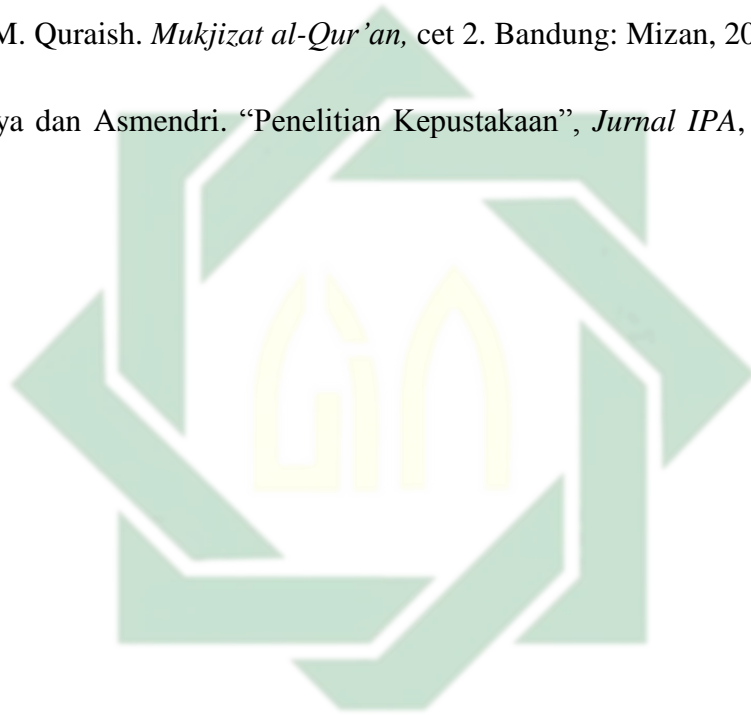 M. Quraish. Mukjizat al-Qur’an, cet 2. Bandung: Mizan, 20
ya dan Asmendri. “Penelitian Kepustakaan”, Jurnal IPA,